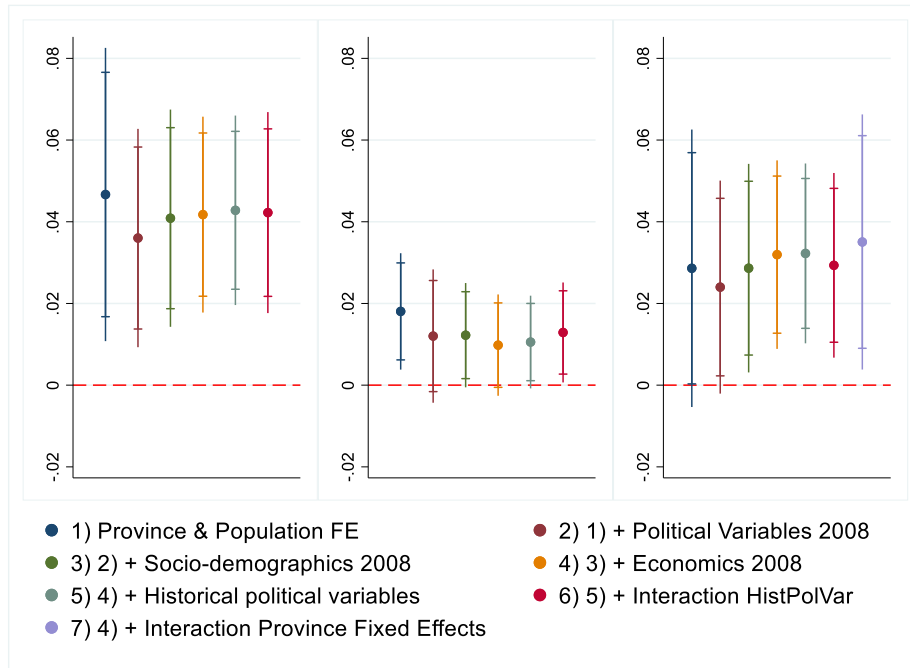 .08 .08 .08
.06 .06 .06
.04 .04 .04
.02 .02 .02
0 0 0
-.02 -.02 -.02
1) Province & Population FE
2) 1) + Political Variables 2008
3) 2) + Socio-demographics 2008
4) 3) + Economics 2008
5) 4) + Historical political variables
6) 5) + Interaction HistPolVar
7) 4) + Interaction Province Fixed Effects